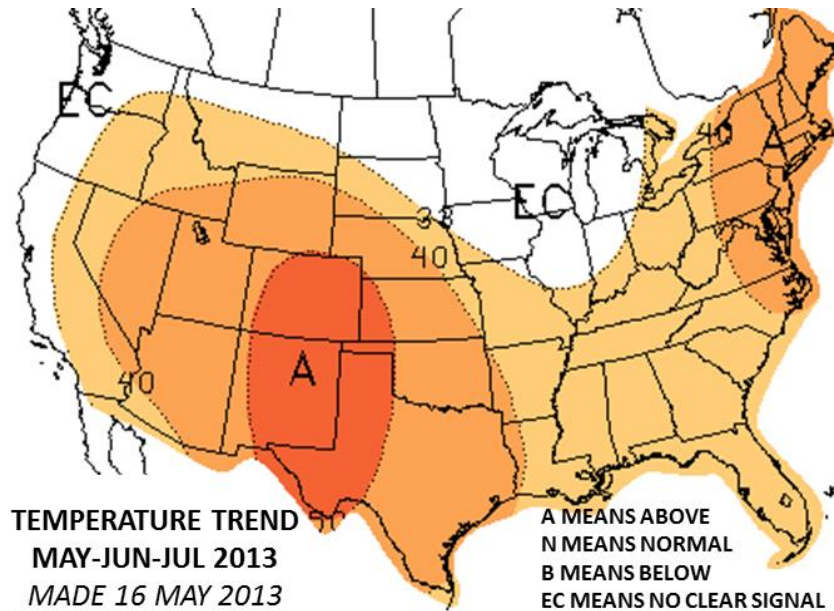 EC
40
A
EC
33
40
40
A
50
TEMPERATURE TREND
MAY-JUN-JUL 2013
MADE 16 MAY 2013
A MEANS ABOVE
N MEANS NORMAL
B MEANS BELOW
EC MEANS NO CLEAR SIGNAL